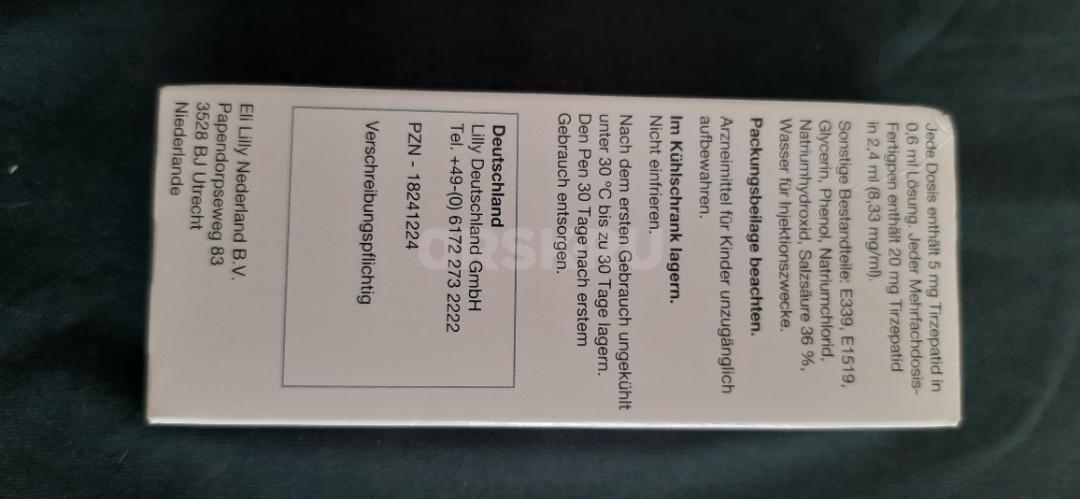 Jede Dosis enthält 5 mg Tirzepatid in
0,6 ml Lösung. Jeder Mehrfachdosis-
Fertigpen enthält 20 mg Tirzepatid
in 2,4 ml (8,33 mg/ml).
Sonstige Bestandteile: E339, E1519,
Glycerin, Phenol, Natriumchlorid,
Natriumhydroxid, Salzsäure 36 %,
Wasser für Injektionszwecke.
Packungsbeilage beachten.
Arzneimittel für Kinder unzugänglich
aufbewahren.
Im Kühlschrank lagern.
Nicht einfrieren.
Nach dem ersten Gebrauch ungekühlt
unter 30 °C bis zu 30 Tage lagern.
Den Pen 30 Tage nach erstem
Gebrauch entsorgen.
Deutschland
Lilly Deutschland GmbH
Tel. +49-(0) 6172 273 2222
PZN - 18241224
Verschreibungspflichtig
Eli Lilly Nederland B.V.
Papendorpseweg 83
3528 BJ Utrecht
Niederlande